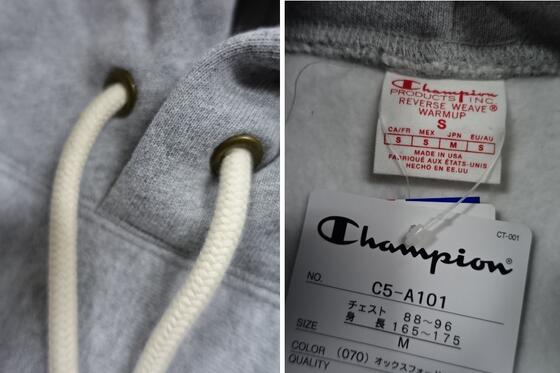 Champion
PRODUCTS INC
REVERSE WEAVE®
WARMUP
S
CA/FR MEX JPN EU/AU
S S M S
MADE IN USA
FABRIQUÉ AUX ÉTATS-UNIS
HECHO EN EE.UU
CT-001
Champion®
NO. C5-A101
チェスト 88~96
身 長 165~175
SIZE M
COLOR (070) オックスフォード
QUALITY